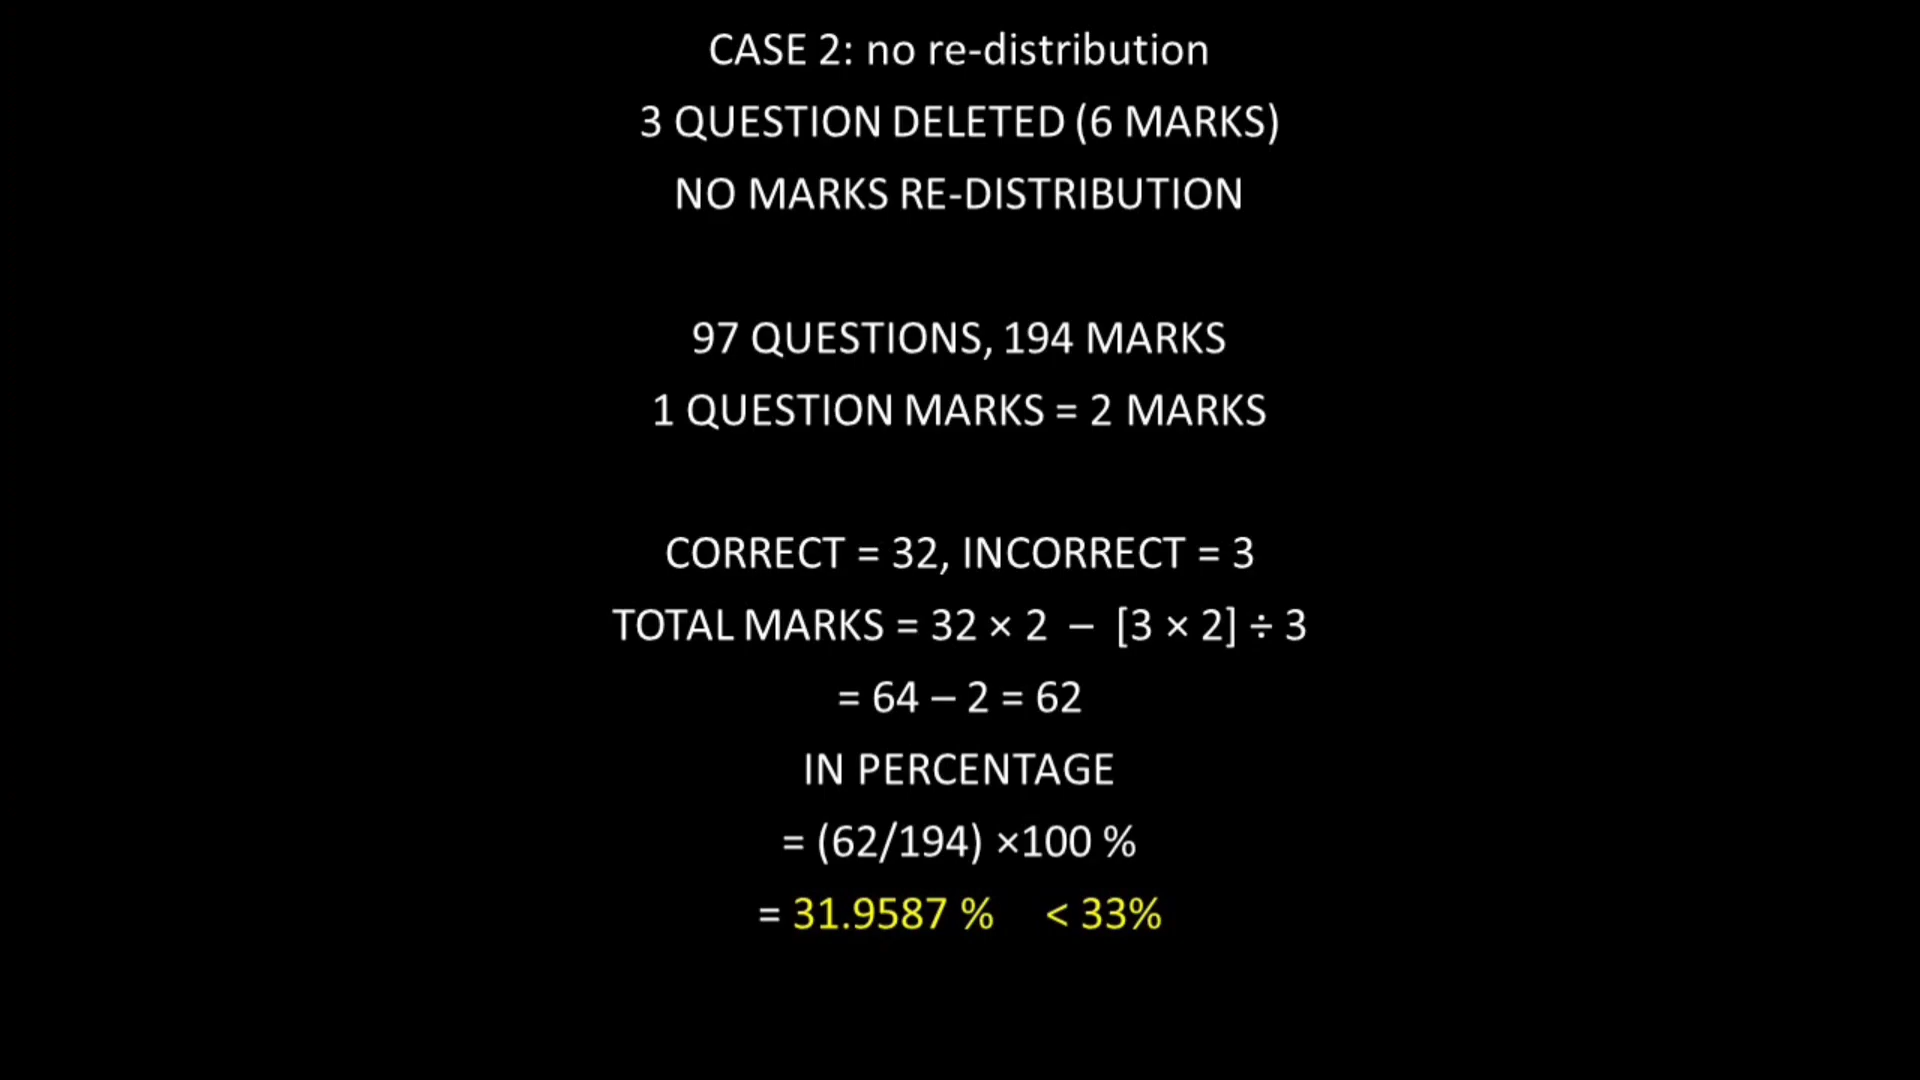 CASE 2: no re-distribution
3 QUESTION DELETED (6 MARKS)
NO MARKS RE-DISTRIBUTION
97 QUESTIONS, 194 MARKS
1 QUESTION MARKS = 2 MARKS
CORRECT = 32, INCORRECT = 3
TOTAL MARKS = 32 × 2 – [3 × 2] ÷ 3
= 64 – 2 = 62
IN PERCENTAGE
= (62/194) ×100 %
= 31.9587 % < 33%